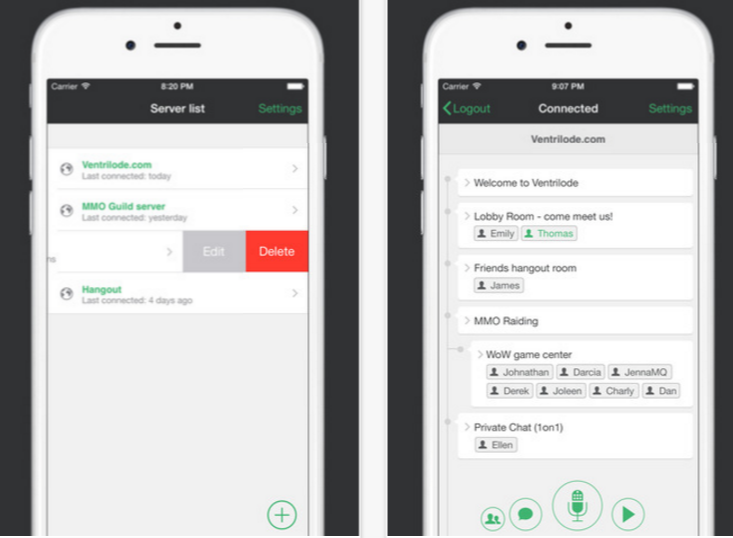 Carrier 8:20 PM
Server list Settings
Ventrilode.com
Last connected: today
MMO Guild server
Last connected: yesterday
Edit Delete
Hangout
Last connected: 4 days ago
Carrier 9:07 PM
Logout Connected Settings
Ventrilode.com
Welcome to Ventrilode
Lobby Room - come meet us!
Emily Thomas
Friends hangout room
James
MMO Raiding
WoW game center
Johnathan Darcia JennaMQ
Derek Joleen Charly Dan
Private Chat (1on1)
Ellen